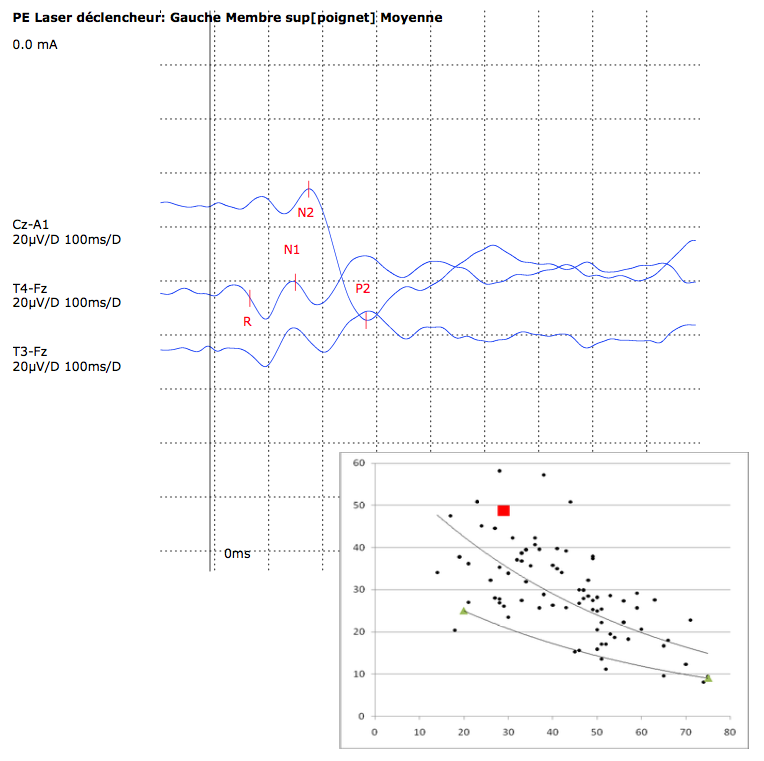 PE Laser déclencheur: Gauche Membre sup[poignet] Moyenne
0.0 mA
N2
Cz-A1
20µV/D 100ms/D
N1
T4-Fz
20µV/D 100ms/D
P2
R
T3-Fz
20µV/D 100ms/D
0ms
60
50
40
30
20
10
0
0 10 20 30 40 50 60 70 80